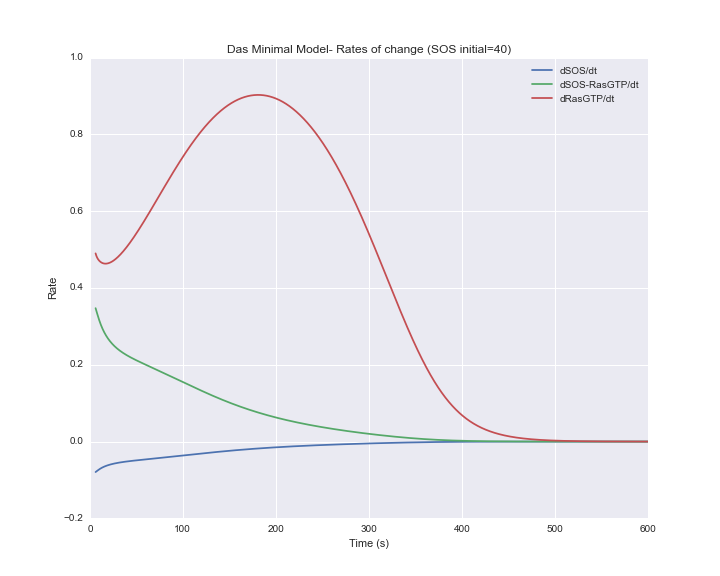 Das Minimal Model- Rates of change (SOS initial=40)
dSOS/dt
dSOS-RasGTP/dt
dRasGTP/dt
1.0
0.8
0.6
0.4
0.2
0.0
−0.2
Rate
0 100 200 300 400 500 600
Time (s)